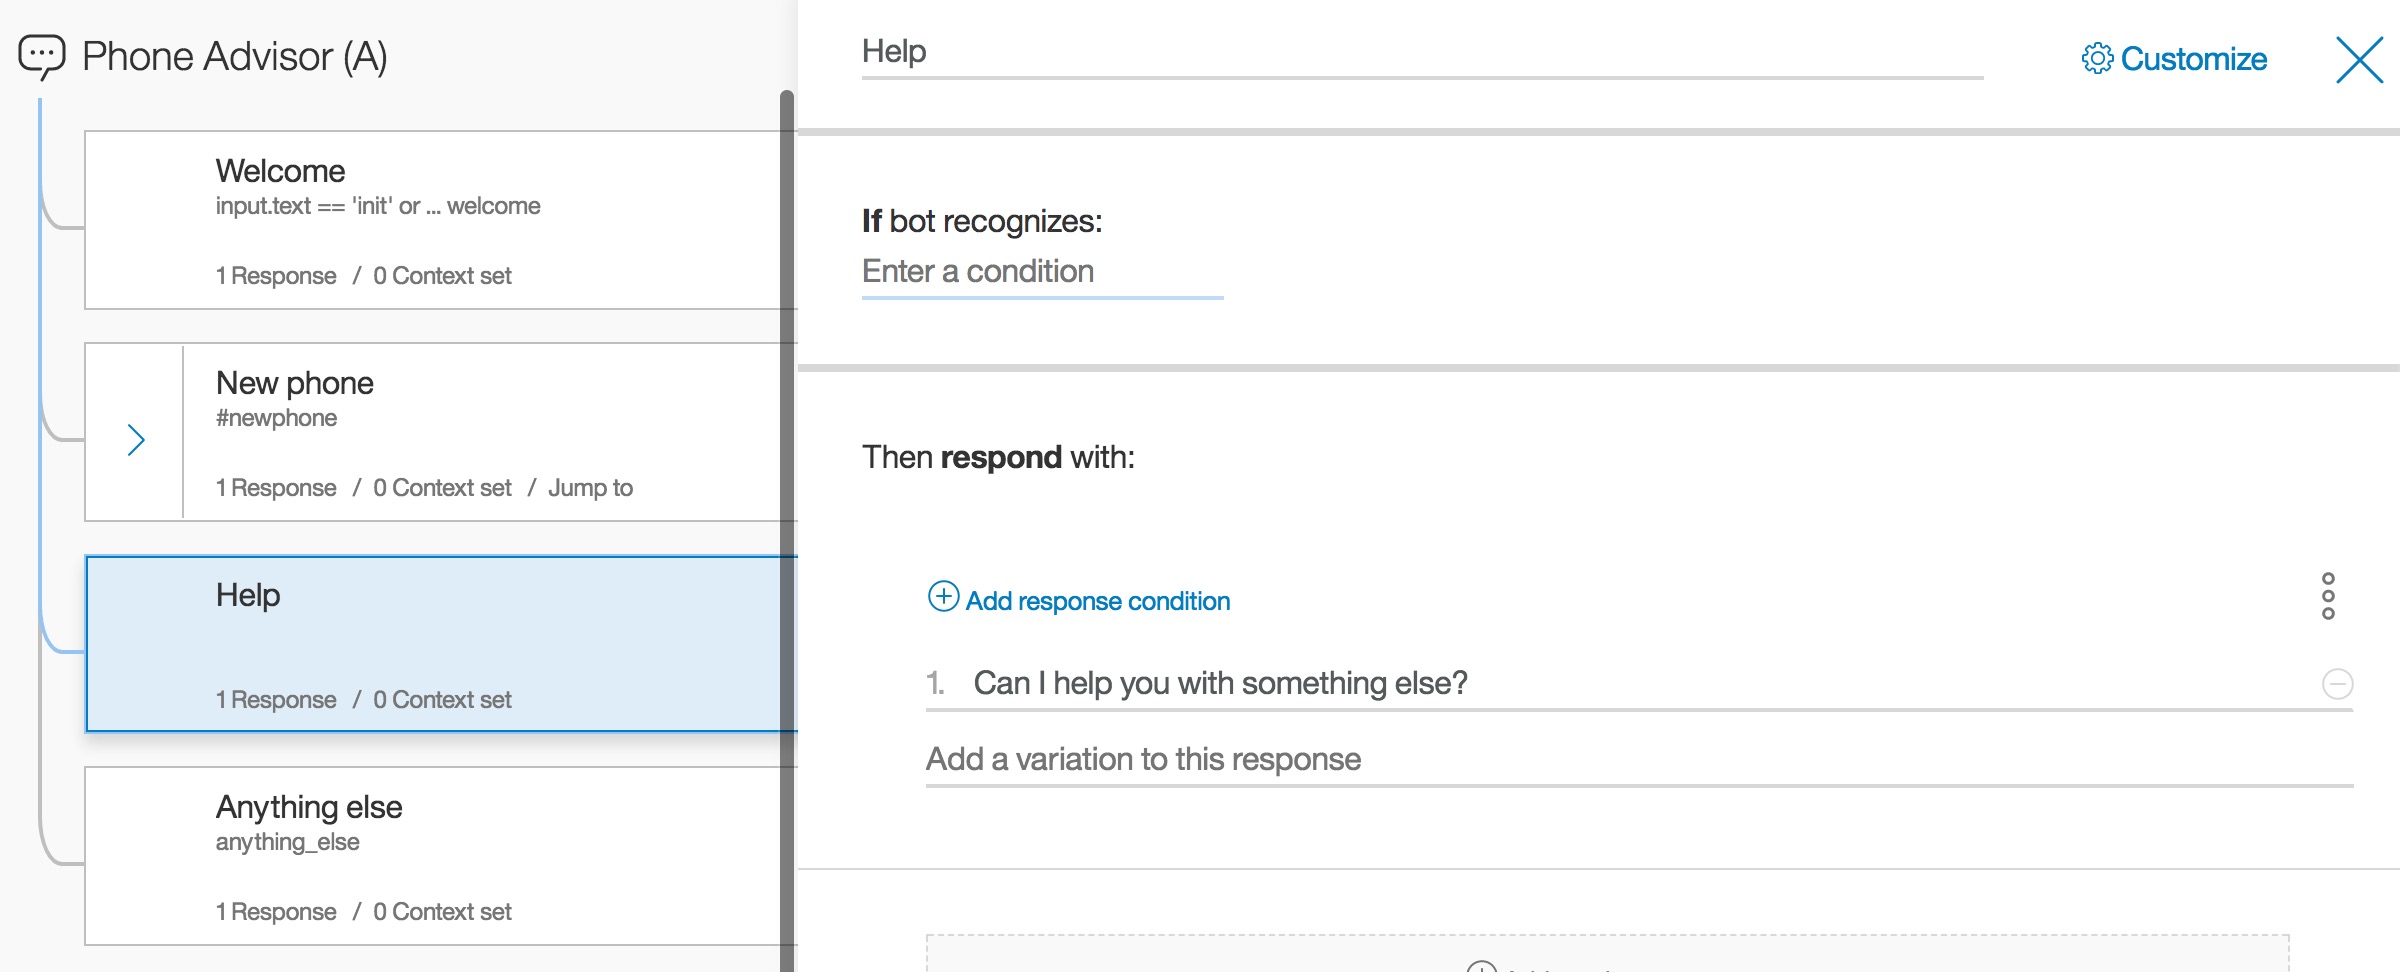 Phone Advisor (A)
Welcome
input.text == 'init' or ... welcome
1 Response / 0 Context set
New phone
#newphone
1 Response / 0 Context set / Jump to
Help
1 Response / 0 Context set
Anything else
anything_else
1 Response / 0 Context set
Help
Customize
If bot recognizes:
Enter a condition
Then respond with:
Add response condition
1. Can I help you with something else?
Add a variation to this response